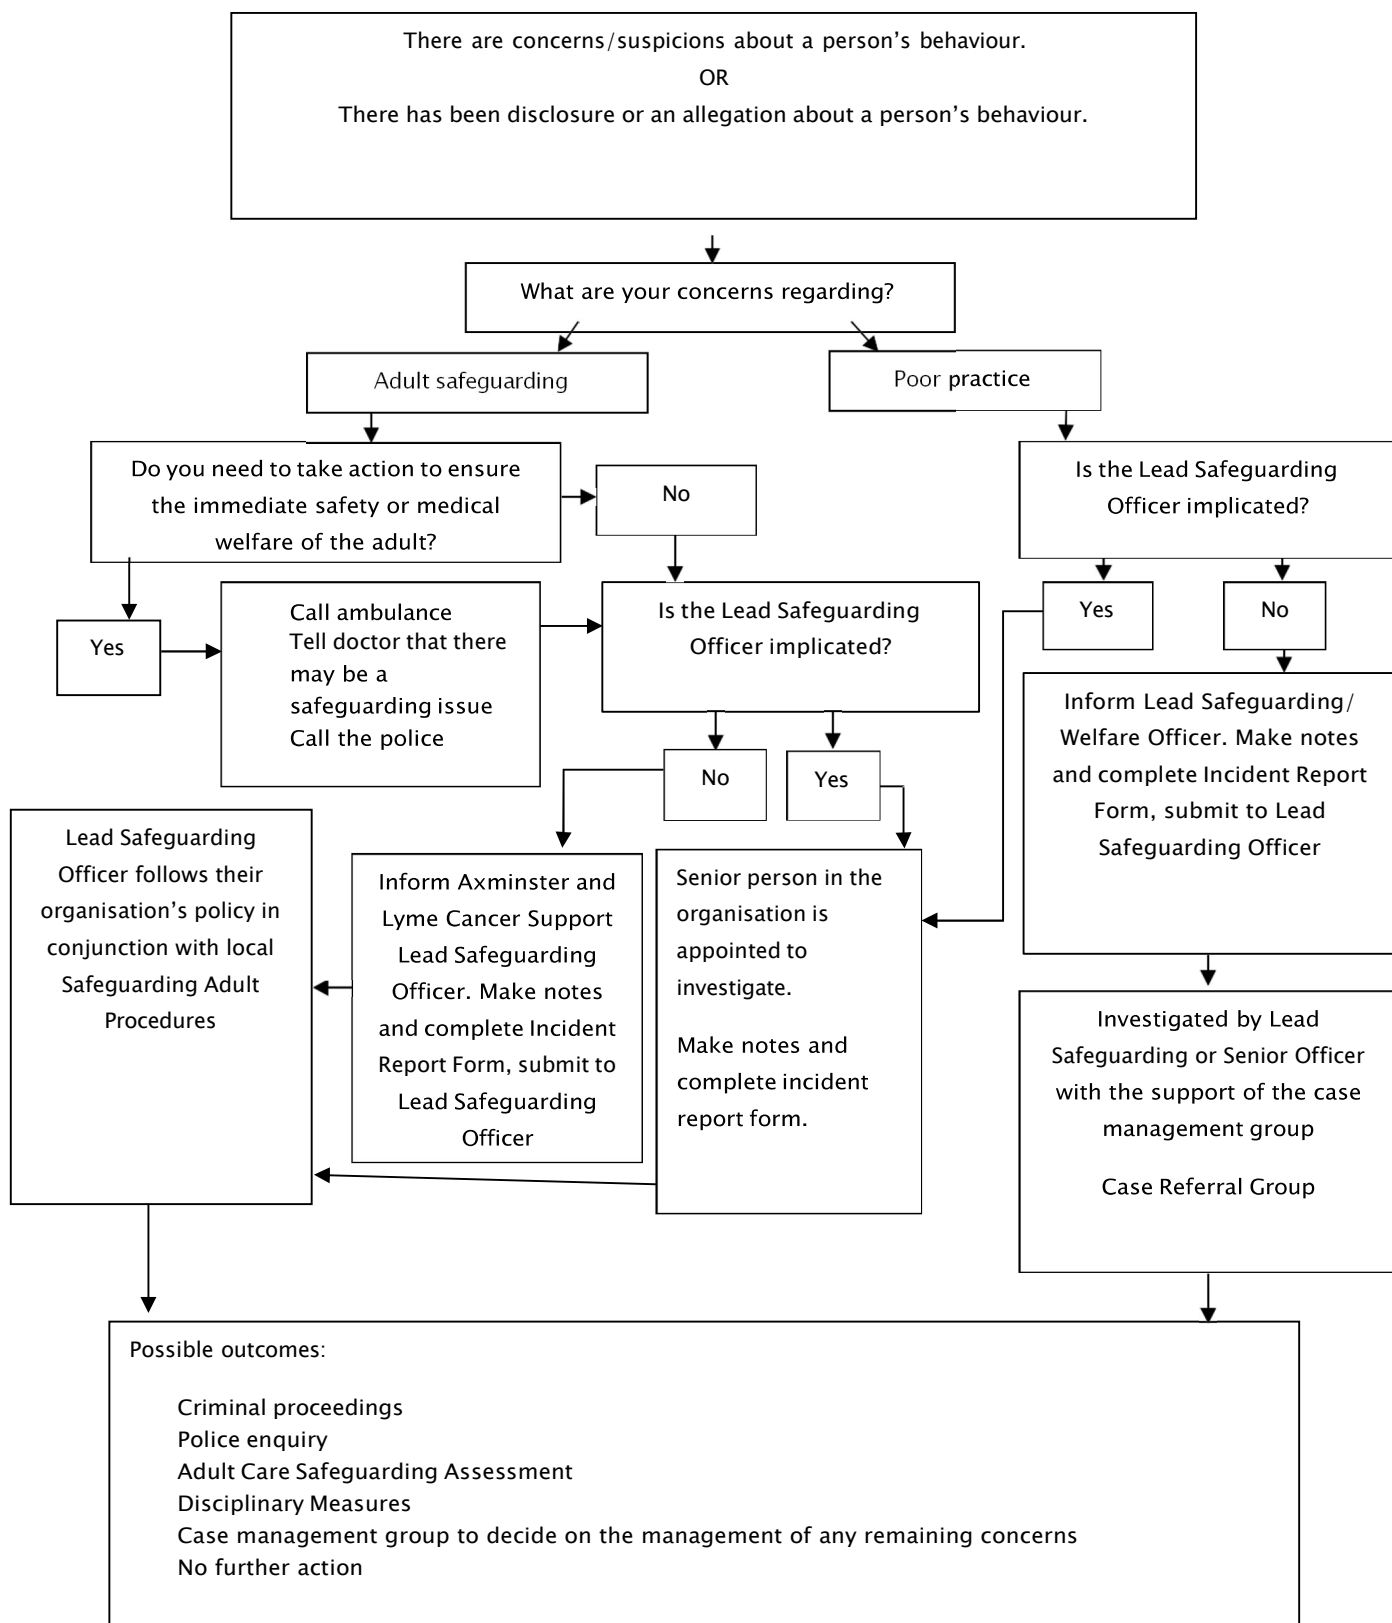 There are concerns/suspicions about a person’s behaviour.
OR
There has been disclosure or an allegation about a person’s behaviour.
What are your concerns regarding?
Adult safeguarding
Poor practice
Do you need to take action to ensure
the immediate safety or medical
welfare of the adult?
No
Is the Lead Safeguarding
Officer implicated?
Yes
Call ambulance
Tell doctor that there
may be a
safeguarding issue
Call the police
Is the Lead Safeguarding
Officer implicated?
Yes
No
No
Yes
Inform Lead Safeguarding/
Welfare Officer. Make notes
and complete Incident Report
Form, submit to Lead
Safeguarding Officer
Lead Safeguarding
Officer follows their
organisation’s policy in
conjunction with local
Safeguarding Adult
Procedures
Inform Axminster and
Lyme Cancer Support
Lead Safeguarding
Officer. Make notes
and complete Incident
Report Form, submit to
Lead Safeguarding
Officer
Senior person in the
organisation is
appointed to
investigate.
Make notes and
complete incident
report form.
Investigated by Lead
Safeguarding or Senior Officer
with the support of the case
management group
Case Referral Group
Possible outcomes:
Criminal proceedings
Police enquiry
Adult Care Safeguarding Assessment
Disciplinary Measures
Case management group to decide on the management of any remaining concerns
No further action